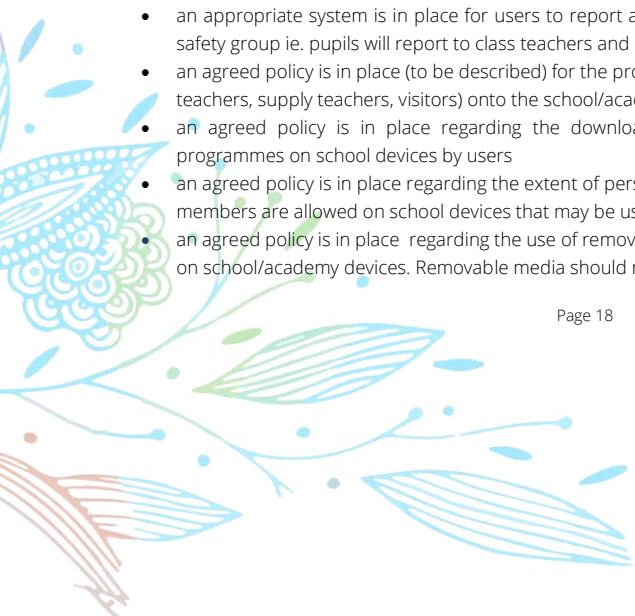 • an appropriate system is in place for users to report a
safety group ie. pupils will report to class teachers and
• an agreed policy is in place (to be described) for the pro
teachers, supply teachers, visitors) onto the school/aca
• an agreed policy is in place regarding the downloa
programmes on school devices by users
• an agreed policy is in place regarding the extent of pers
members are allowed on school devices that may be us
• an agreed policy is in place regarding the use of remov
on school/academy devices. Removable media should n
Page 18